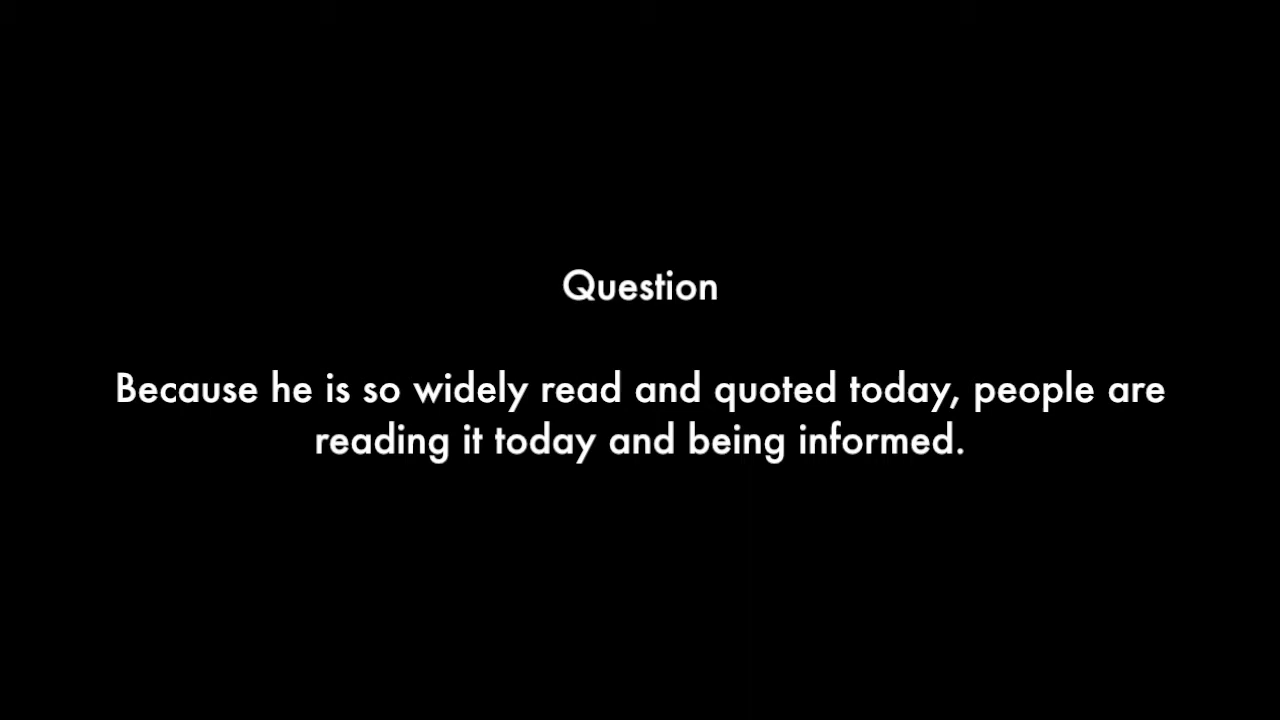 Question
Because he is so widely read and quoted today, people are
reading it today and being informed.